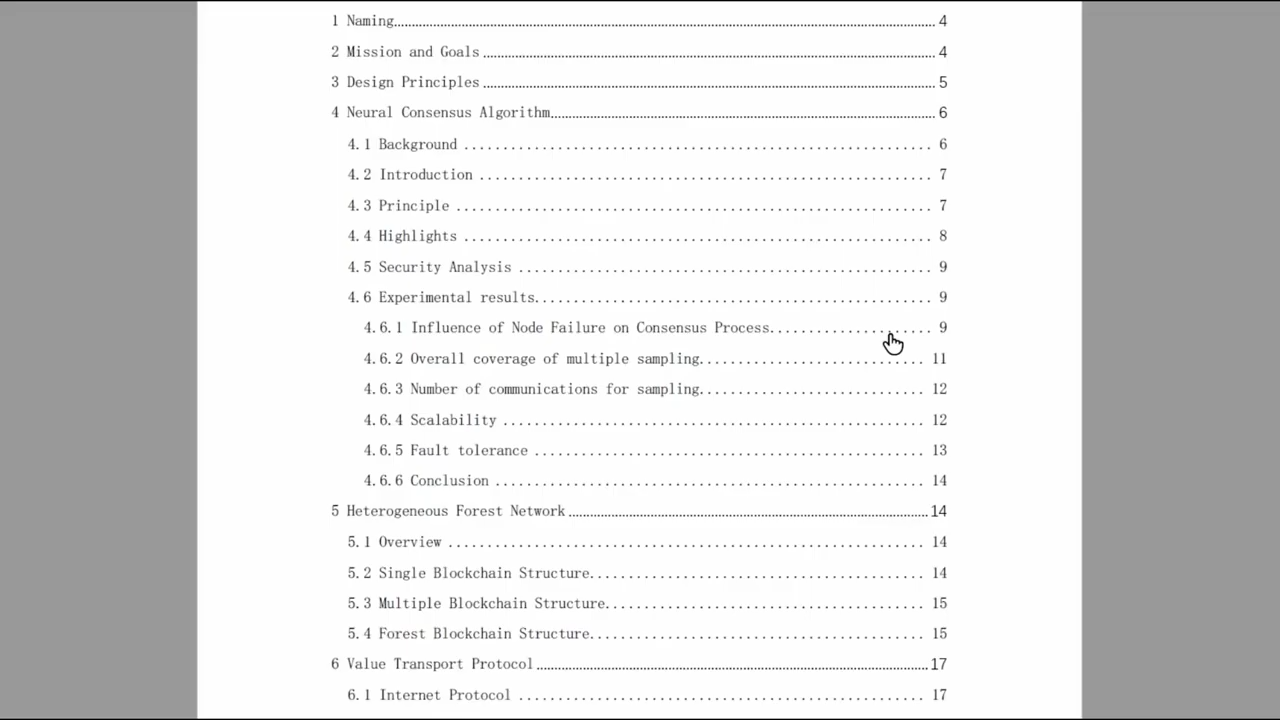 1 Naming 4
2 Mission and Goals 4
3 Design Principles 5
4 Neural Consensus Algorithm 6
4.1 Background 6
4.2 Introduction 7
4.3 Principle 7
4.4 Highlights 8
4.5 Security Analysis 9
4.6 Experimental results 9
4.6.1 Influence of Node Failure on Consensus Process 9
4.6.2 Overall coverage of multiple sampling 11
4.6.3 Number of communications for sampling 12
4.6.4 Scalability 12
4.6.5 Fault tolerance 13
4.6.6 Conclusion 14
5 Heterogeneous Forest Network 14
5.1 Overview 14
5.2 Single Blockchain Structure 14
5.3 Multiple Blockchain Structure 15
5.4 Forest Blockchain Structure 15
6 Value Transport Protocol 17
6.1 Internet Protocol 17